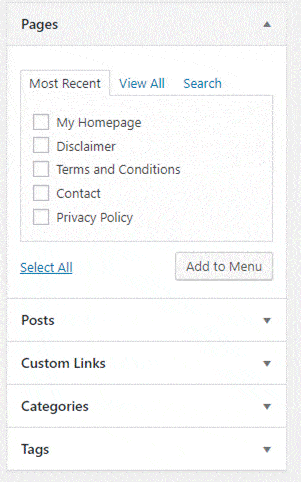 Pages
Most Recent View All Search
My Homepage
Disclaimer
Terms and Conditions
Contact
Privacy Policy
Select All Add to Menu
Posts
Custom Links
Categories
Tags